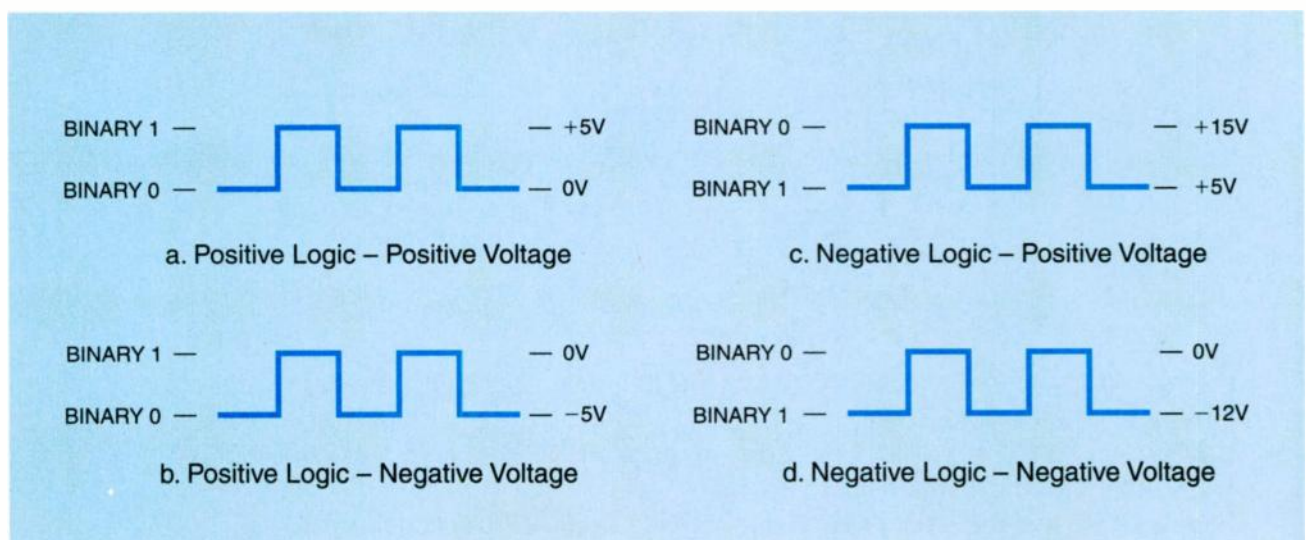 BINARY 1 — — +5V
BINARY 0 — — 0V
a. Positive Logic – Positive Voltage
BINARY 1 — — 0V
BINARY 0 — — −5V
b. Positive Logic – Negative Voltage
BINARY 0 — — +15V
BINARY 1 — — +5V
c. Negative Logic – Positive Voltage
BINARY 0 — — 0V
BINARY 1 — — −12V
d. Negative Logic – Negative Voltage